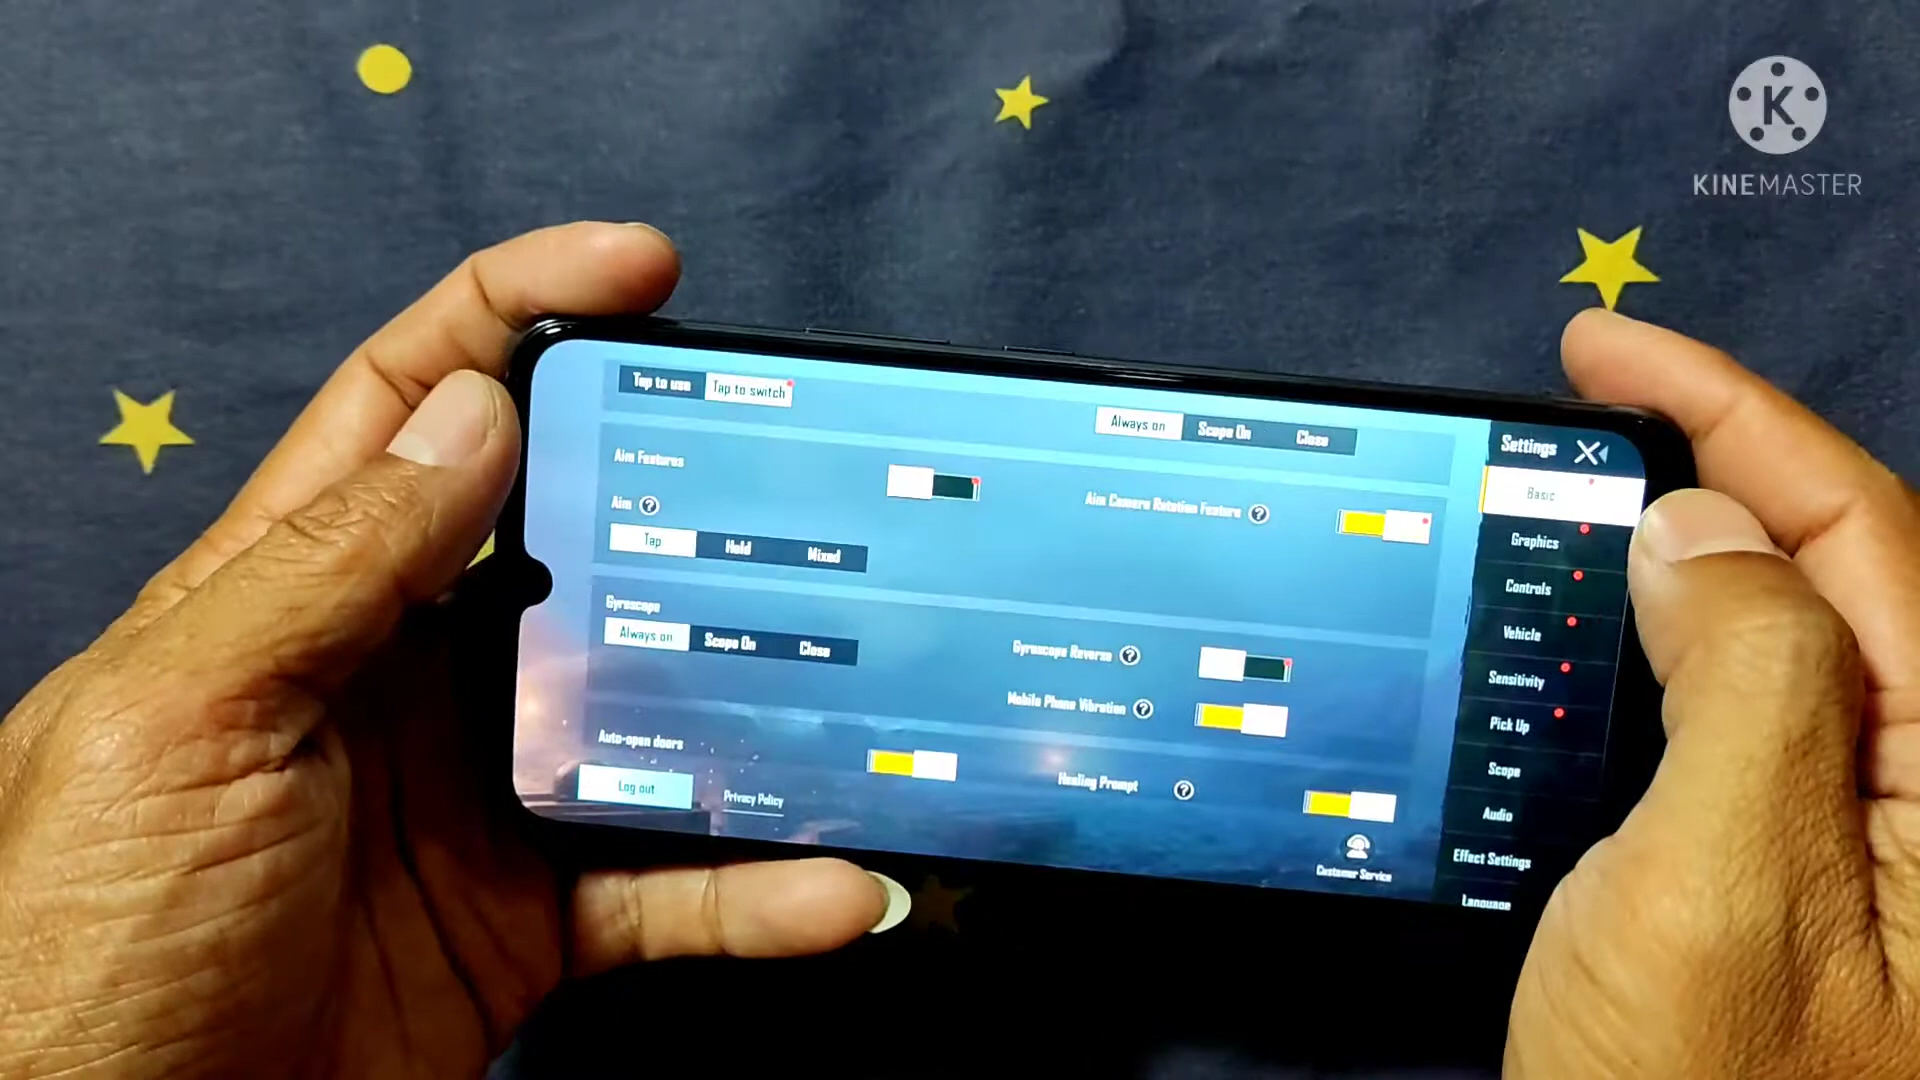 K
KINEMASTER
Tap to use Tap to switch
Always on Scope On Close
Settings
Basic
Aim Features
Aim Camera Rotation Feature ?
Graphics
Aim ?
Tap Hold Mixed
Controls
Gyroscope
Always on Scope On Close
Gyroscope Reverse ?
Vehicle
Mobile Phone Vibration ?
Sensitivity
Pick Up
Auto-open doors
Healing Prompt ?
Scope
Log out
Privacy Policy
Audio
Customer Service
Effect Settings
Language